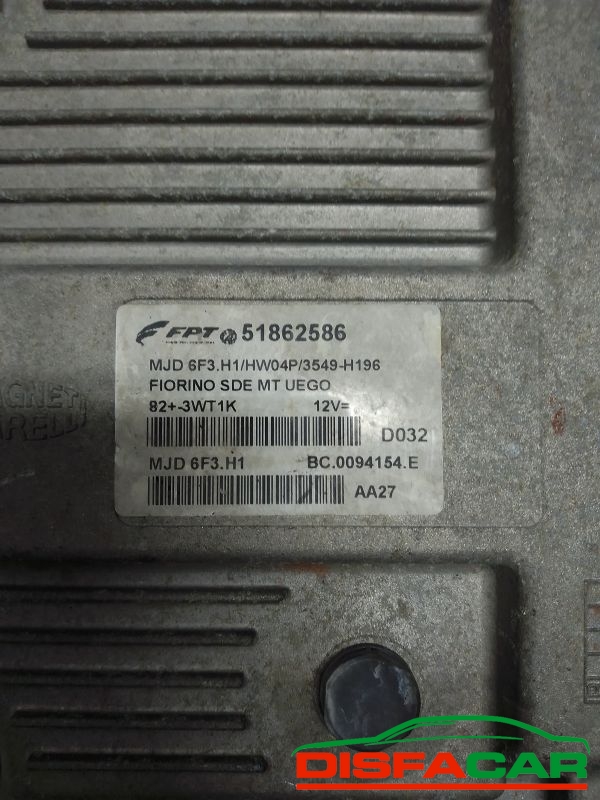 FPT 51862586
MJD 6F3.H1/HW04P/3549-H196
FIORINO SDE MT UEGO
82+-3WT1K 12V=
D032
MJD 6F3.H1 BC.0094154.E
AA27
DISFACAR